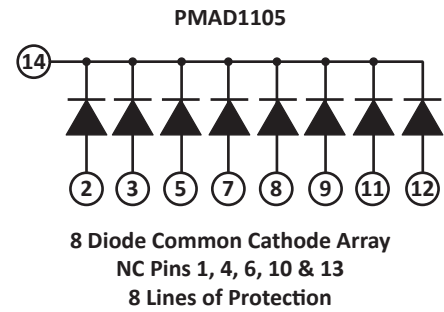 PMAD1105
14
2 3 5 7 8 9 11 12
8 Diode Common Cathode Array
NC Pins 1, 4, 6, 10 & 13
8 Lines of Protection